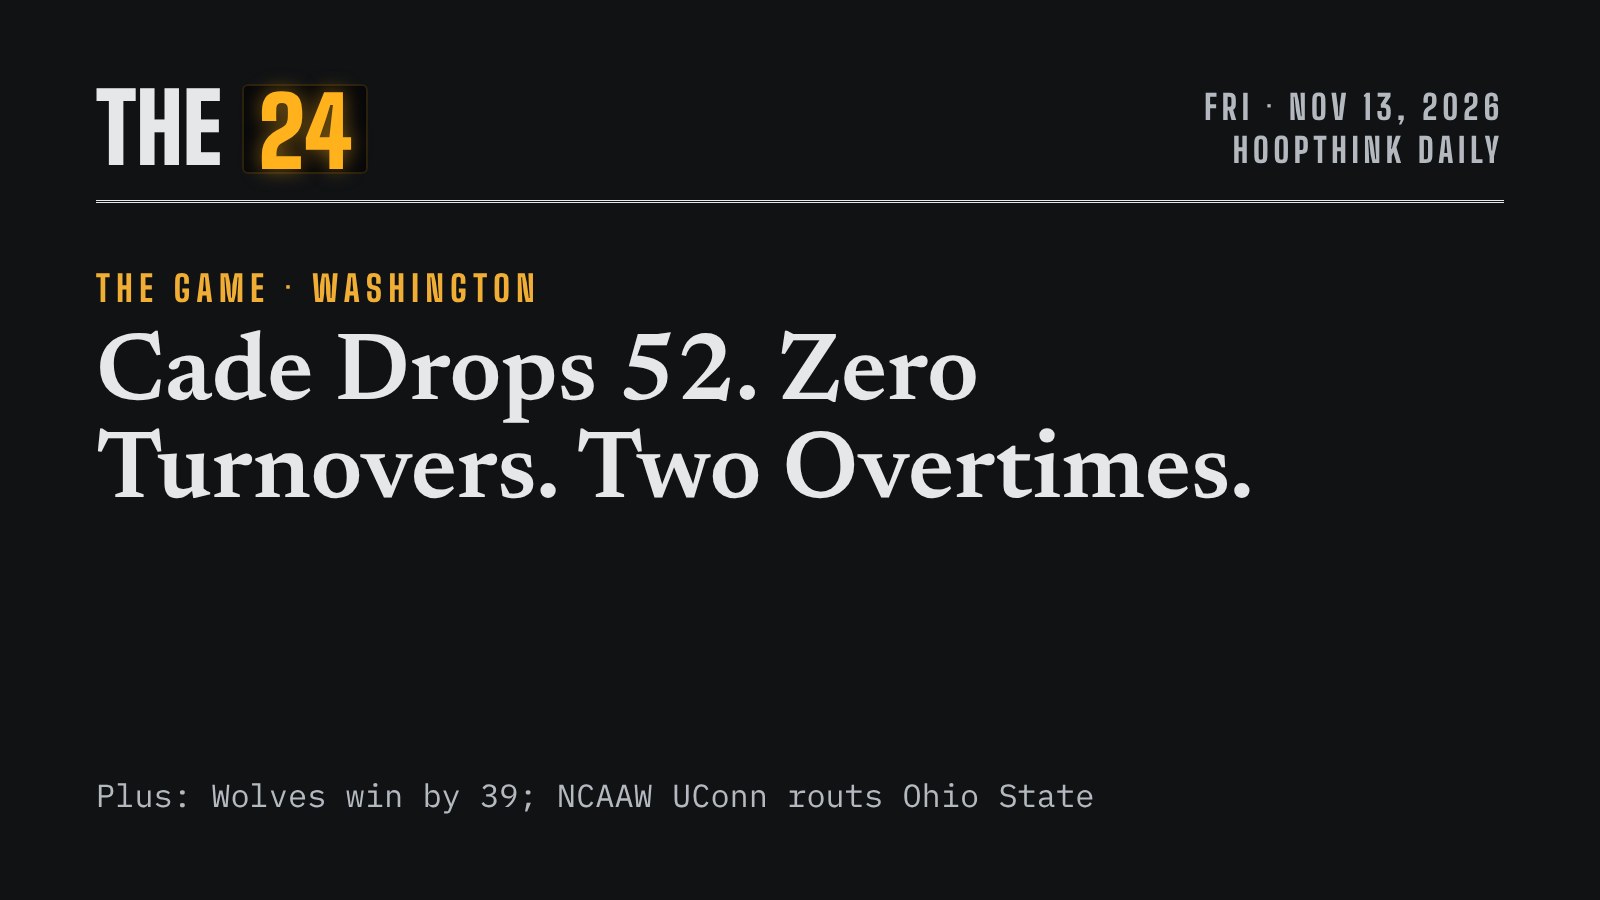 THE 24
FRI · NOV 13, 2026
HOOPTHINK DAILY
THE GAME · WASHINGTON
Cade Drops 52. Zero
Turnovers. Two Overtimes.
Plus: Wolves win by 39; NCAAW UConn routs Ohio State